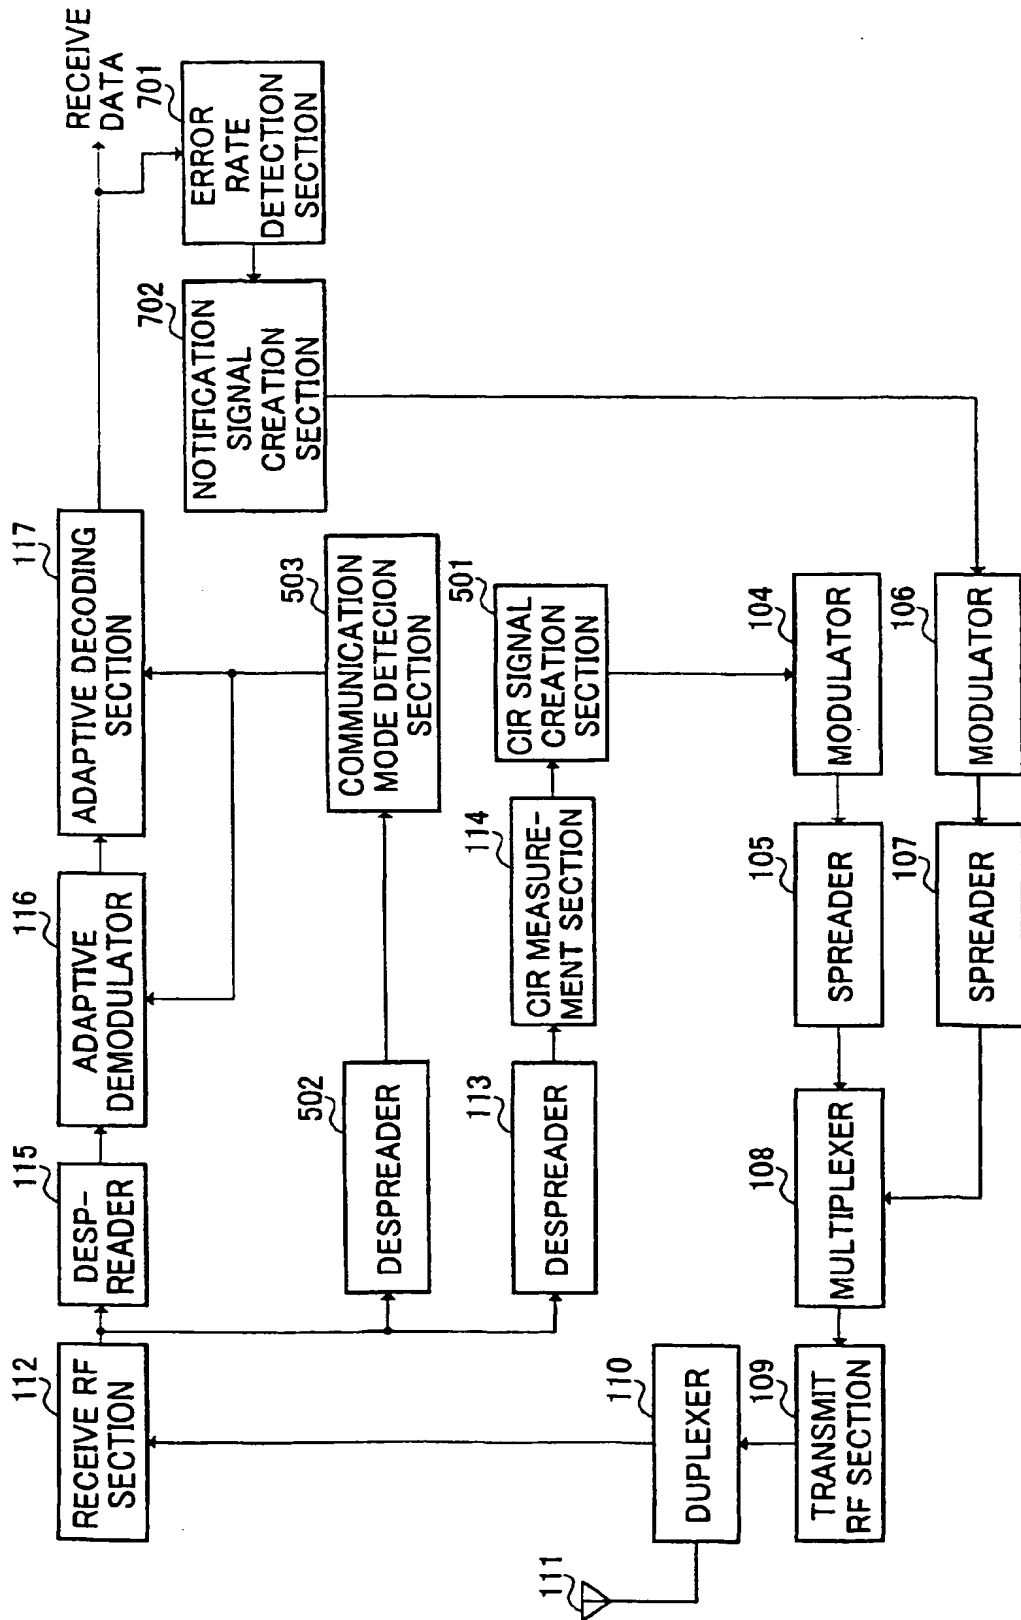 RECEIVE
DATA
117
ADAPTIVE DECODING
SECTION
116
ADAPTIVE
DEMODULATOR
115
DESP-
READER
112
RECEIVE RF
SECTION
701
ERROR
RATE
DETECTION
SECTION
702
NOTIFICATION
SIGNAL
CREATION
SECTION
503
COMMUNICATION
MODE DETECION
SECTION
502
DESPREADER
501
CIR SIGNAL
CREATION
SECTION
114
CIR MEASURE-
MENT SECTION
113
DESPREADER
110
DUPLEXER
111
104
MODULATOR
105
SPREADER
108
MULTIPLEXER
109
TRANSMIT
RF SECTION
106
MODULATOR
107
SPREADER